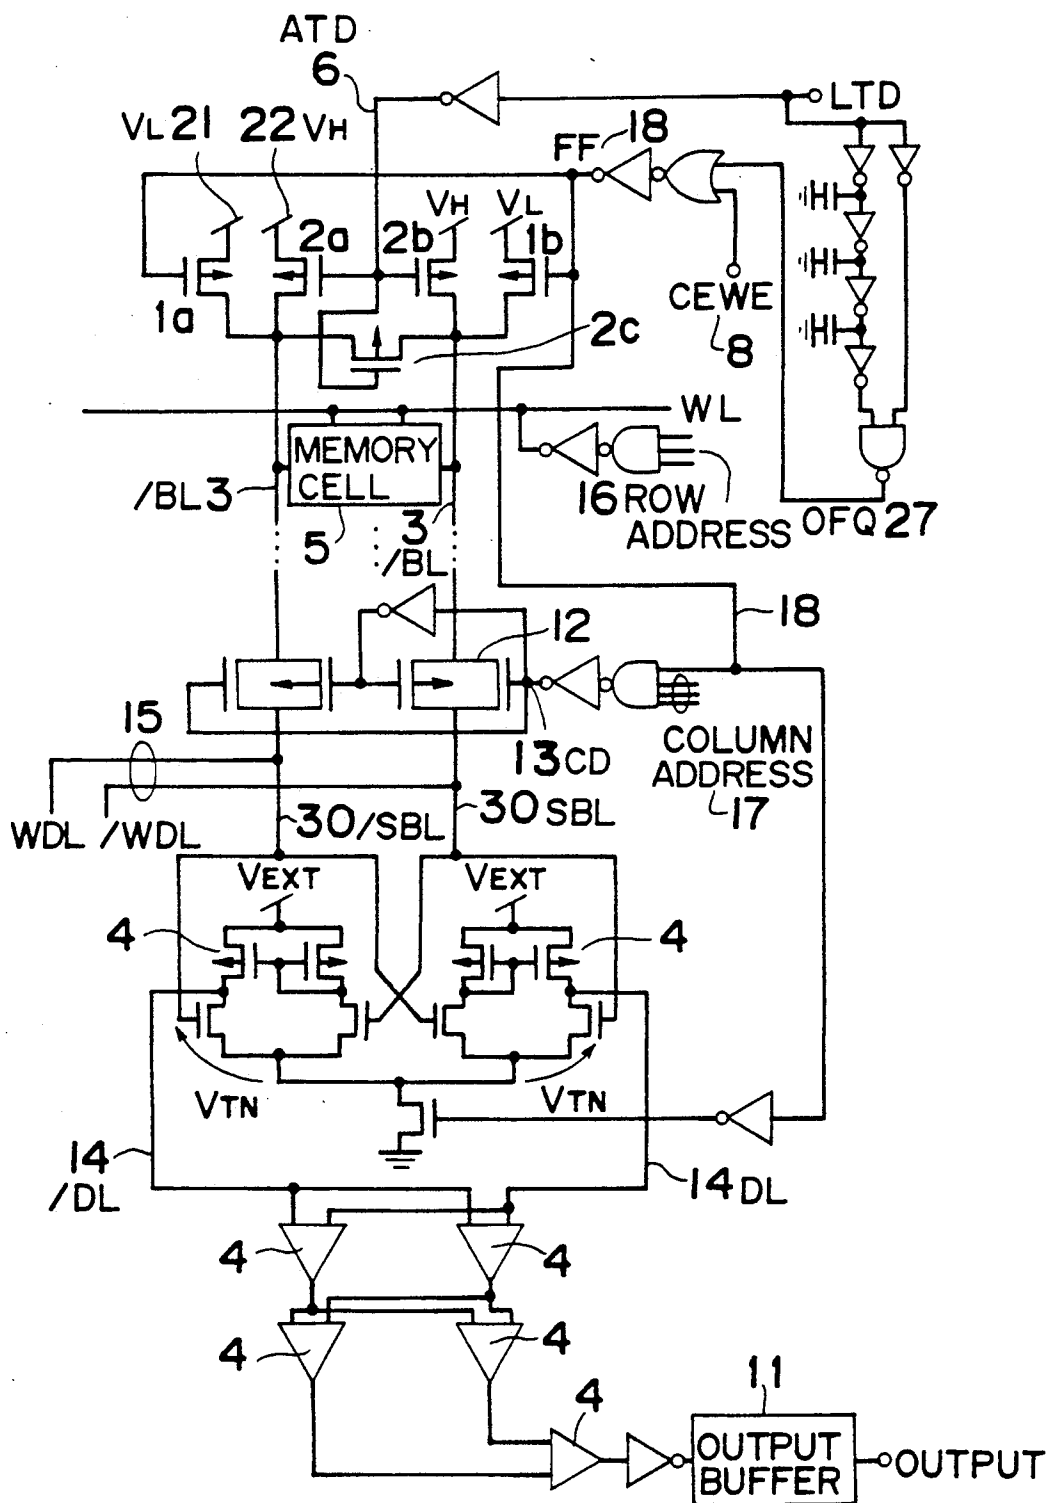 ATD
6
LTD
VL 21
22 VH
FF 18
VH
VL
2a
2b
1b
1a
CEWE
8
2c
WL
MEMORY
CELL
/BL 3
5
3
/BL
16 ROW
ADDRESS
OFQ 27
18
12
15
13 CD
COLUMN
ADDRESS
17
WDL
/WDL
30/SBL
30 SBL
VEXT
VEXT
4
4
VTN
VTN
14
/DL
14 DL
4
4
4
4
4
11
OUTPUT
BUFFER
OUTPUT